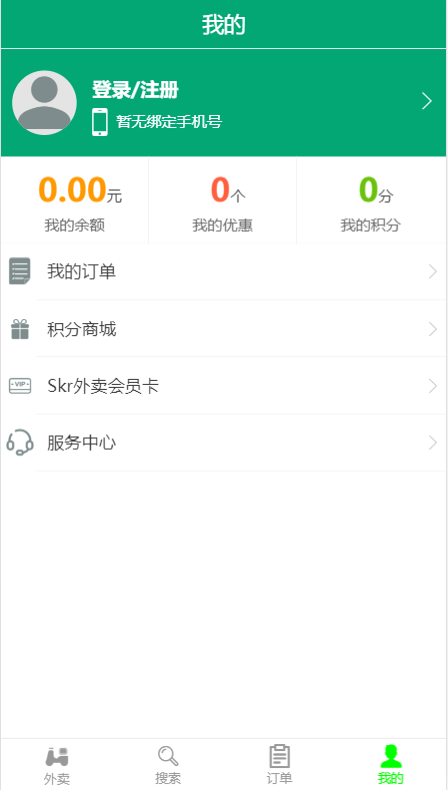 我的
登录/注册
暂无绑定手机号
0.00元 0个 0分
我的余额 我的优惠 我的积分
我的订单
积分商城
VIP Skr外卖会员卡
服务中心
外卖 搜索 订单 我的